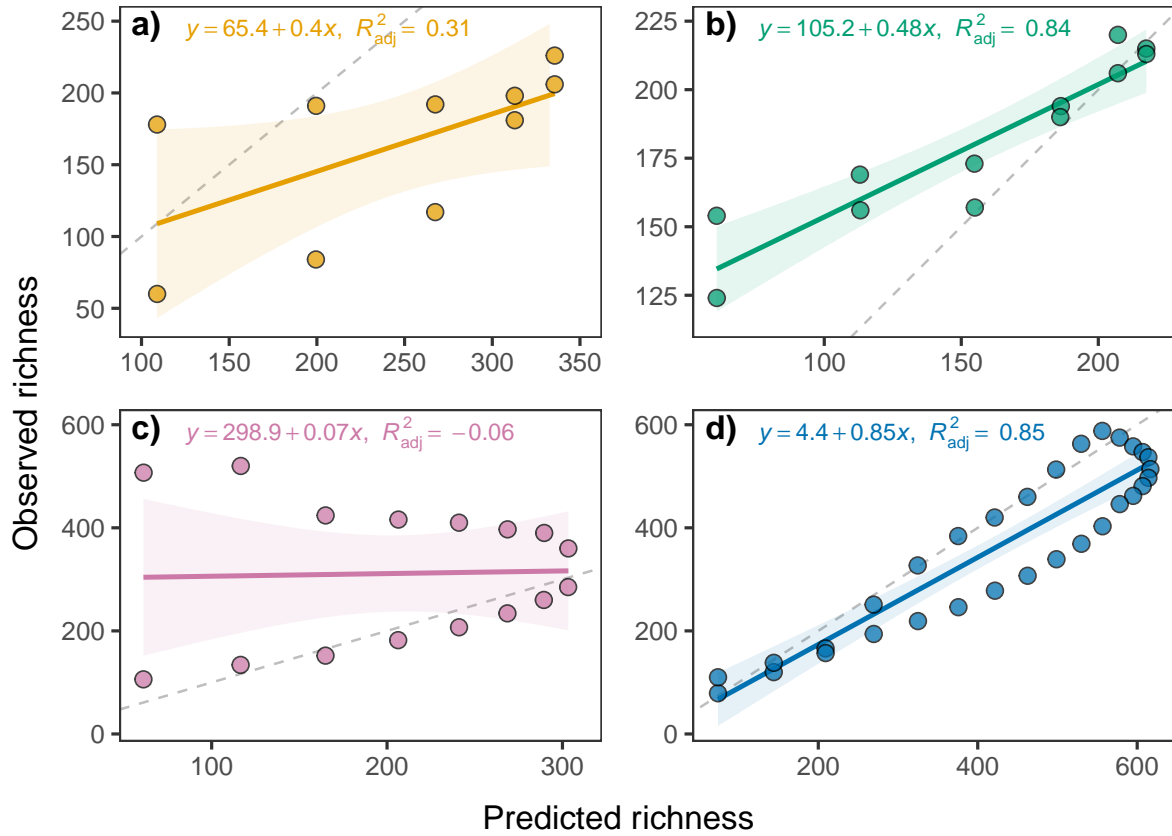 a) y = 65.4 + 0.4x, R²adj = 0.31
250
200
150
100
50
100 150 200 250 300 350
b) y = 105.2 + 0.48x, R²adj = 0.84
225
200
175
150
125
100 150 200
c) y = 298.9 + 0.07x, R²adj = −0.06
600
400
200
0
100 200 300
d) y = 4.4 + 0.85x, R²adj = 0.85
600
400
200
0
200 400 600
Observed richness
Predicted richness